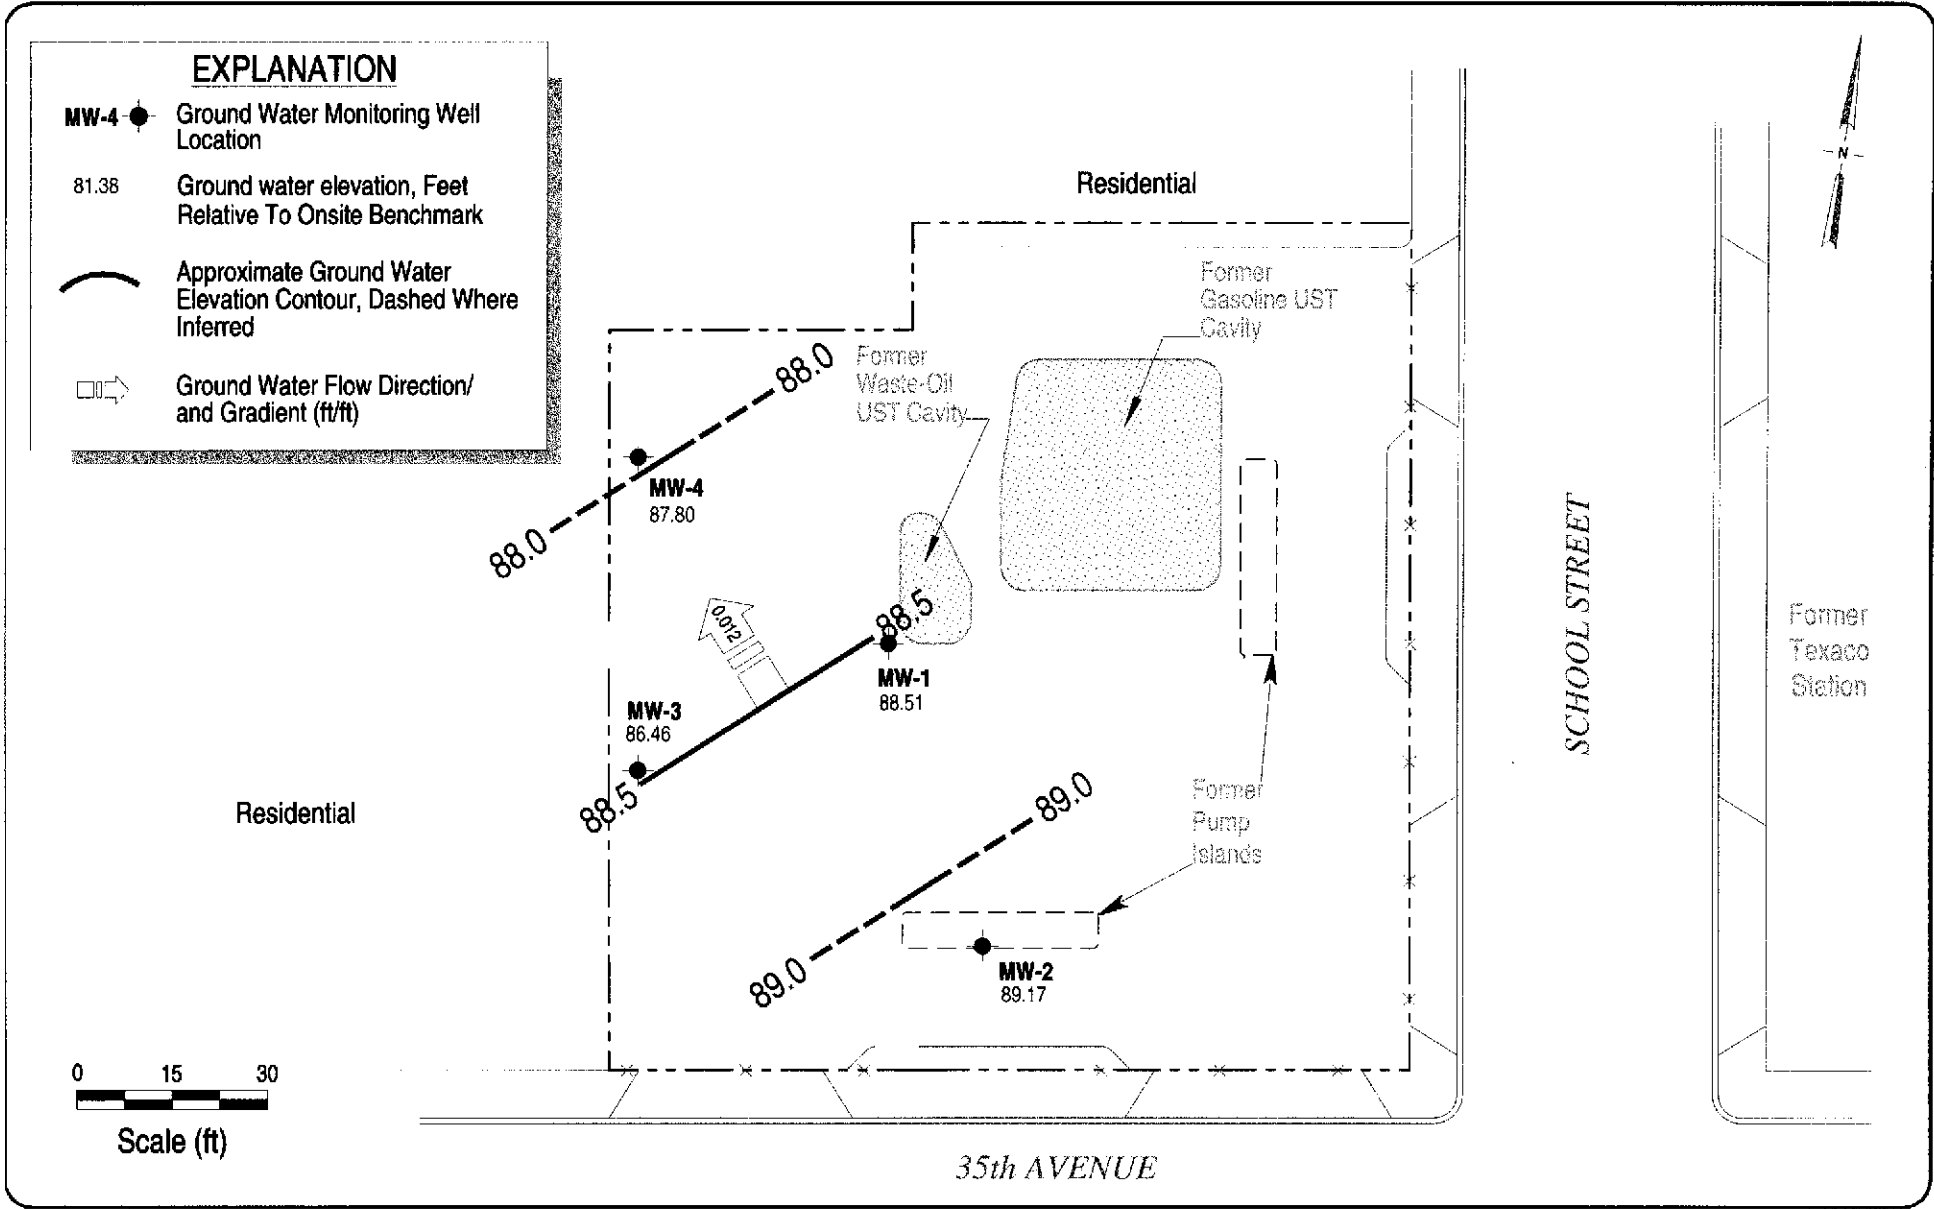 EXPLANATION
MW-4
Ground Water Monitoring Well
Location
81.38
Ground water elevation, Feet
Relative To Onsite Benchmark
Approximate Ground Water
Elevation Contour, Dashed Where
Inferred
Ground Water Flow Direction/
and Gradient (ft/ft)
Residential
N
Former
Gasoline UST
Cavity
Former
Waste-Oil
UST Cavity
88.0
88.0
MW-4
87.80
0.012
88.5
MW-1
88.51
MW-3
86.46
88.5
Residential
89.0
89.0
Former
Pump
Islands
MW-2
89.17
SCHOOL STREET
Former
Texaco
Station
0 15 30
Scale (ft)
35th AVENUE